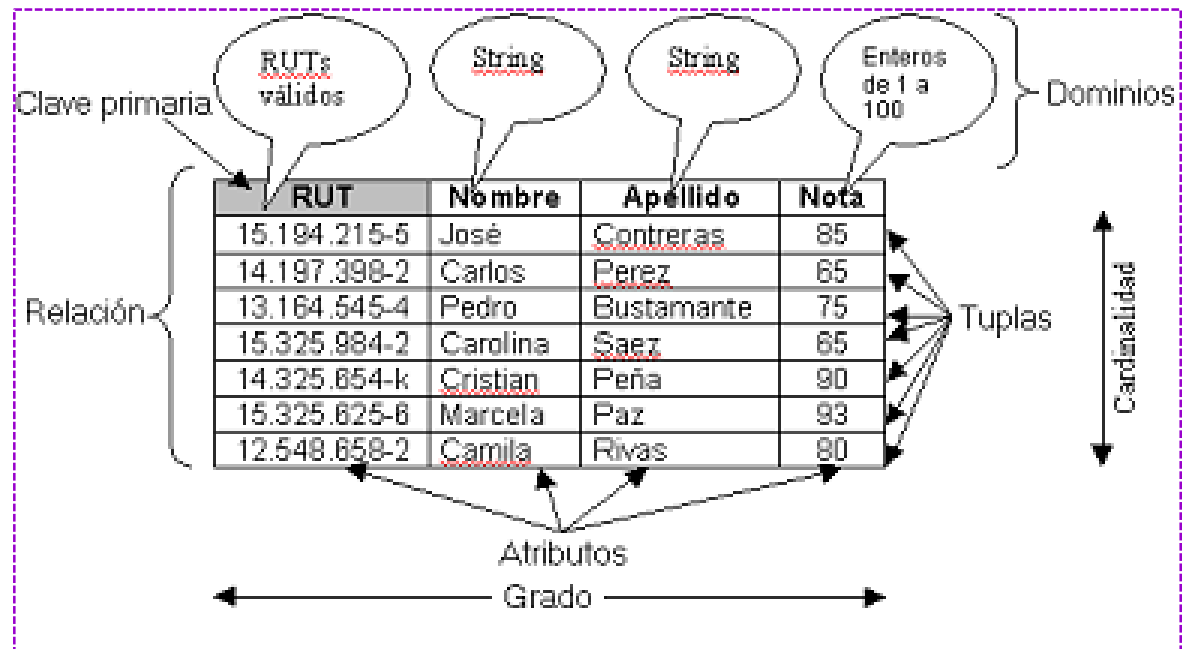 RUTs
válidos
String
String
Enteros
de 1 a
100
Dominios
Clave primaria
RUT Nombre Apellido Nota
15.194.215-5 José Contreras 85
14.197.398-2 Carlos Perez 65
13.164.545-4 Pedro Bustamante 75
15.325.984-2 Carolina Saez 65
14.325.654-k Cristian Peña 90
15.325.625-6 Marcela Paz 93
12.548.658-2 Camila Rivas 80
Relación
Tuplas
Cardinalidad
Atributos
Grado